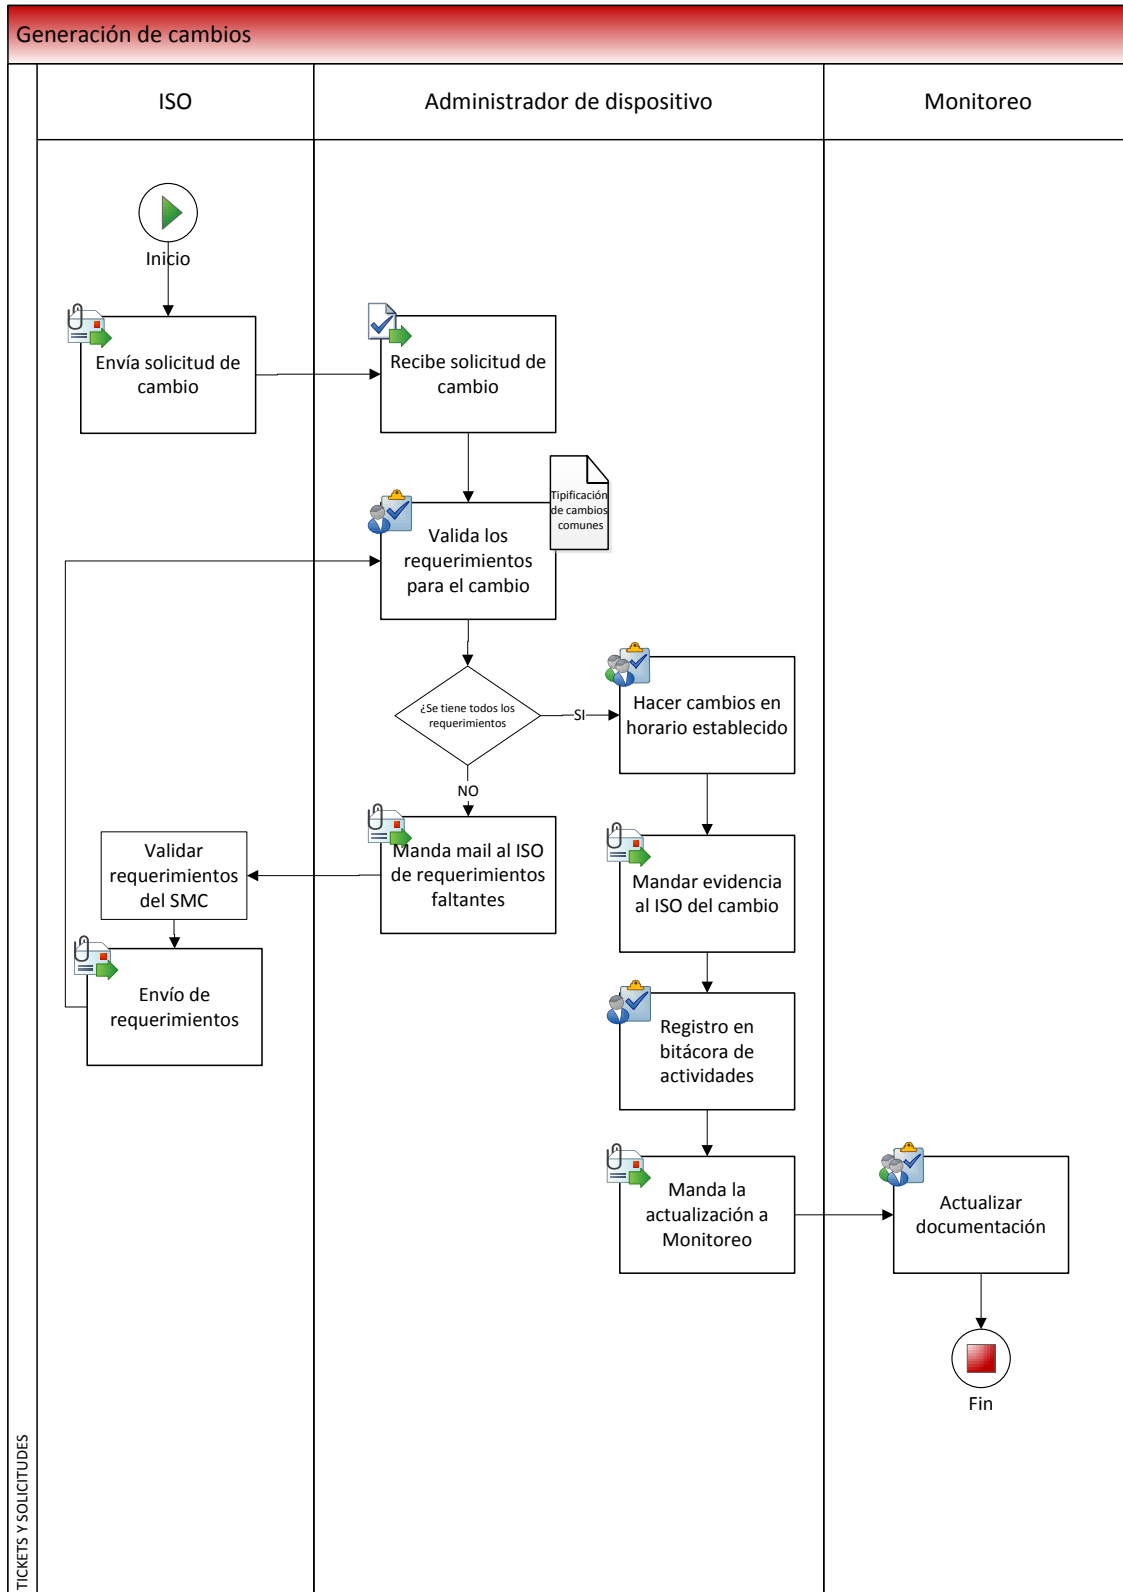 Generación de cambios
ISO
Administrador de dispositivo
Monitoreo
Inicio
Envía solicitud de
cambio
Recibe solicitud de
cambio
Tipificación
de cambios
comunes
Valida los
requerimientos
para el cambio
¿Se tiene todos los
requerimientos
SI
Hacer cambios en
horario establecido
NO
Manda mail al ISO
de requerimientos
faltantes
Validar
requerimientos
del SMC
Mandar evidencia
al ISO del cambio
Envío de
requerimientos
Registro en
bitácora de
actividades
Manda la
actualización a
Monitoreo
Actualizar
documentación
Fin
TICKETS Y SOLICITUDES